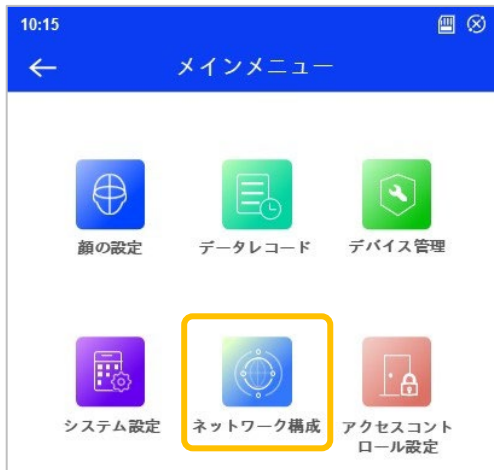 10:15
メインメニュー
顔の設定
データレコード
デバイス管理
システム設定
ネットワーク構成
アクセスコント
ロール設定